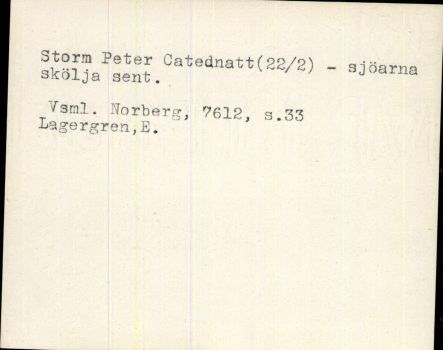 Storm Peter Catednatt(22/2) - sjöarna
skölja sent.
Vsml. Norberg, 7612, s.33
Lagergren,E.